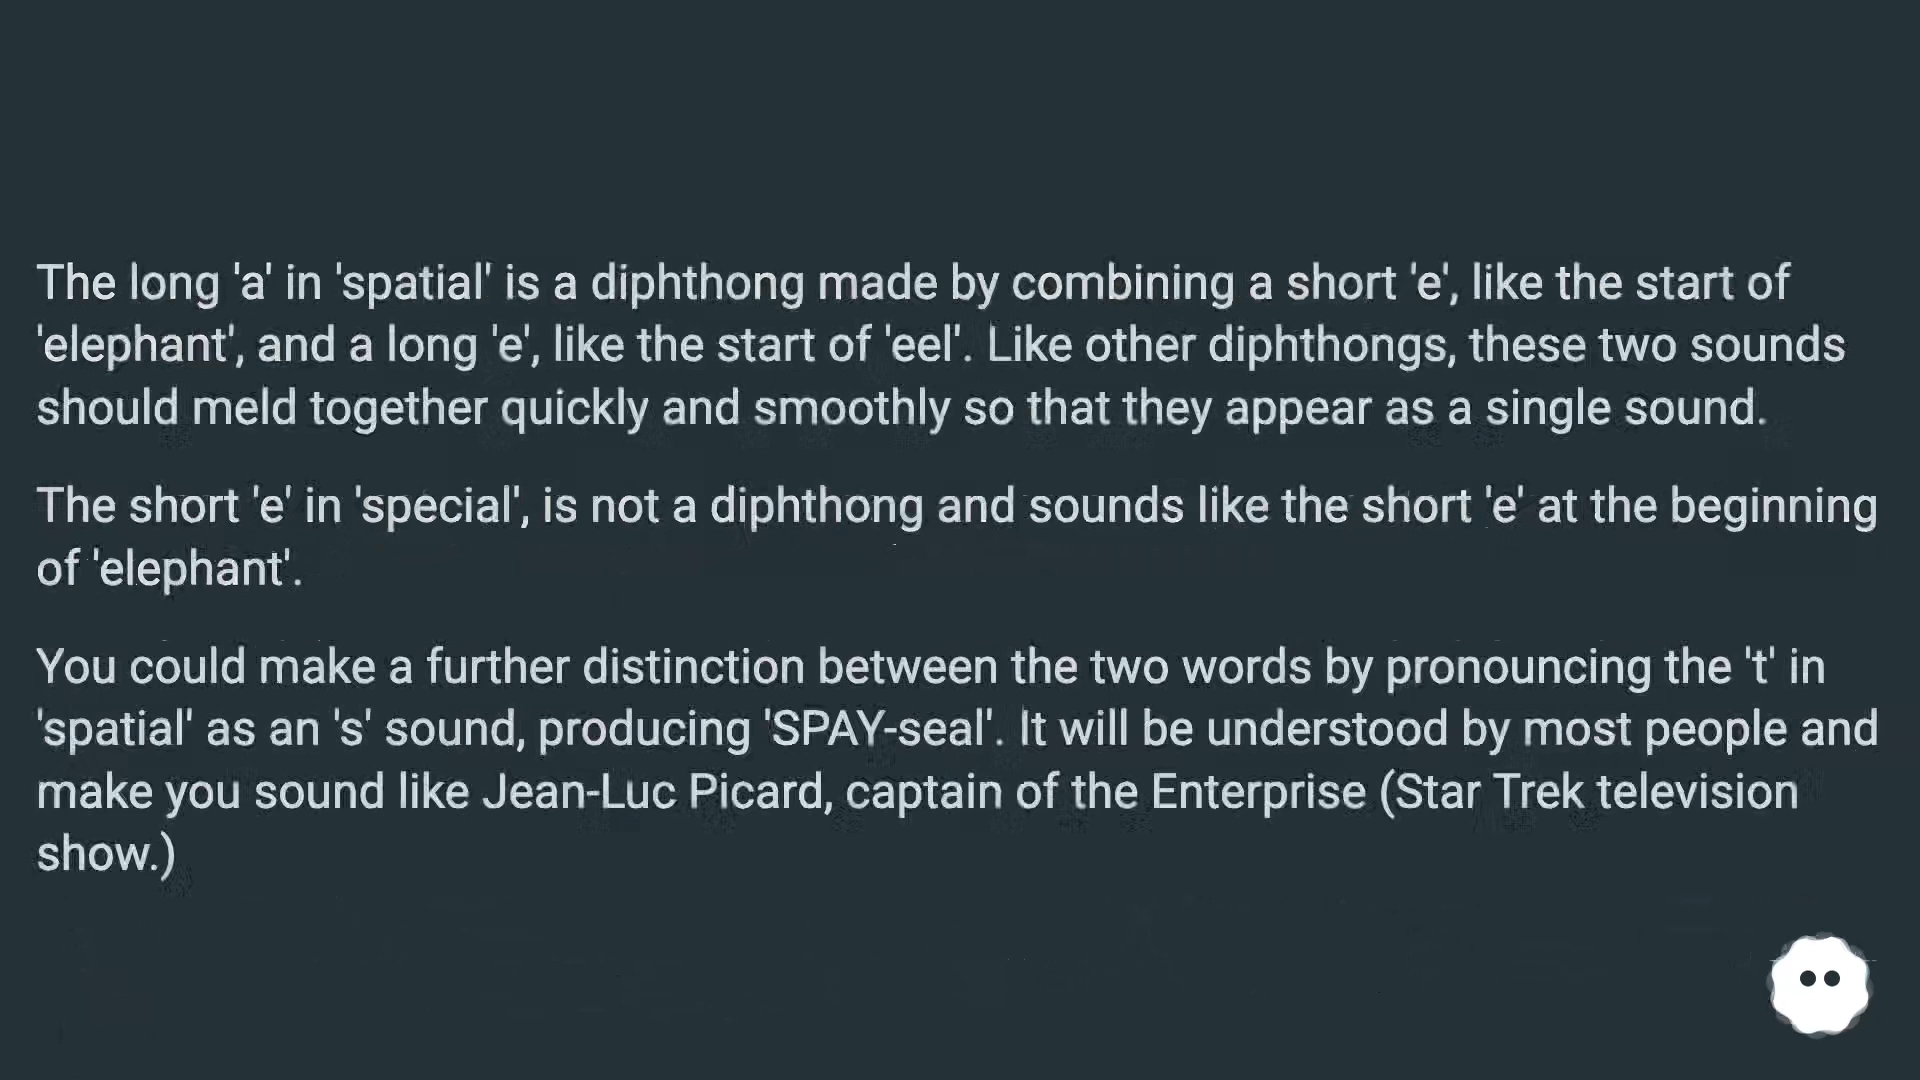 The long 'a' in 'spatial' is a diphthong made by combining a short 'e', like the start of
'elephant', and a long 'e', like the start of 'eel'. Like other diphthongs, these two sounds
should meld together quickly and smoothly so that they appear as a single sound.
The short 'e' in 'special', is not a diphthong and sounds like the short 'e' at the beginning
of 'elephant'.
You could make a further distinction between the two words by pronouncing the 't' in
'spatial' as an 's' sound, producing 'SPAY-seal'. It will be understood by most people and
make you sound like Jean-Luc Picard, captain of the Enterprise (Star Trek television
show.)